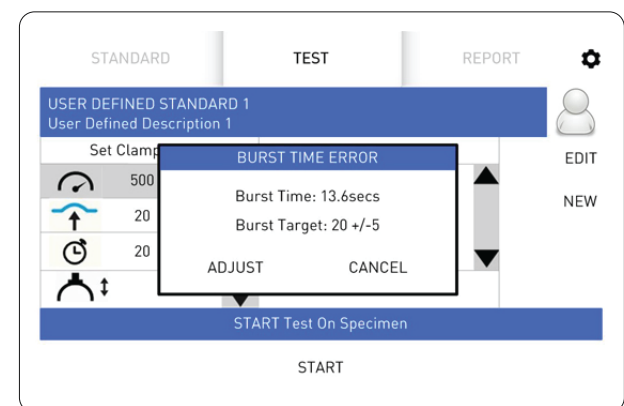 STANDARD TEST REPORT
USER DEFINED STANDARD 1
User Defined Description 1
Set Clamp
EDIT
NEW
500
20
20
BURST TIME ERROR
Burst Time: 13.6secs
Burst Target: 20 +/-5
ADJUST CANCEL
START Test On Specimen
START